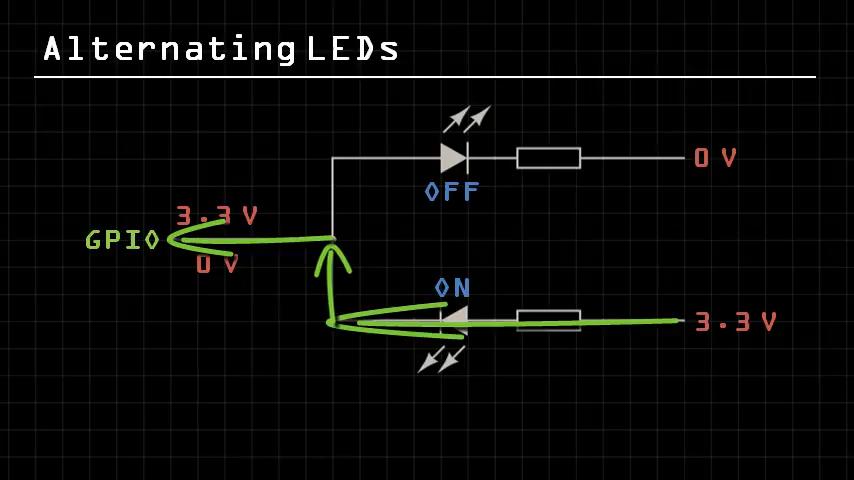 Alternating LEDs
0 V
OFF
3.3 V
GPIO
0 V
ON
3.3 V